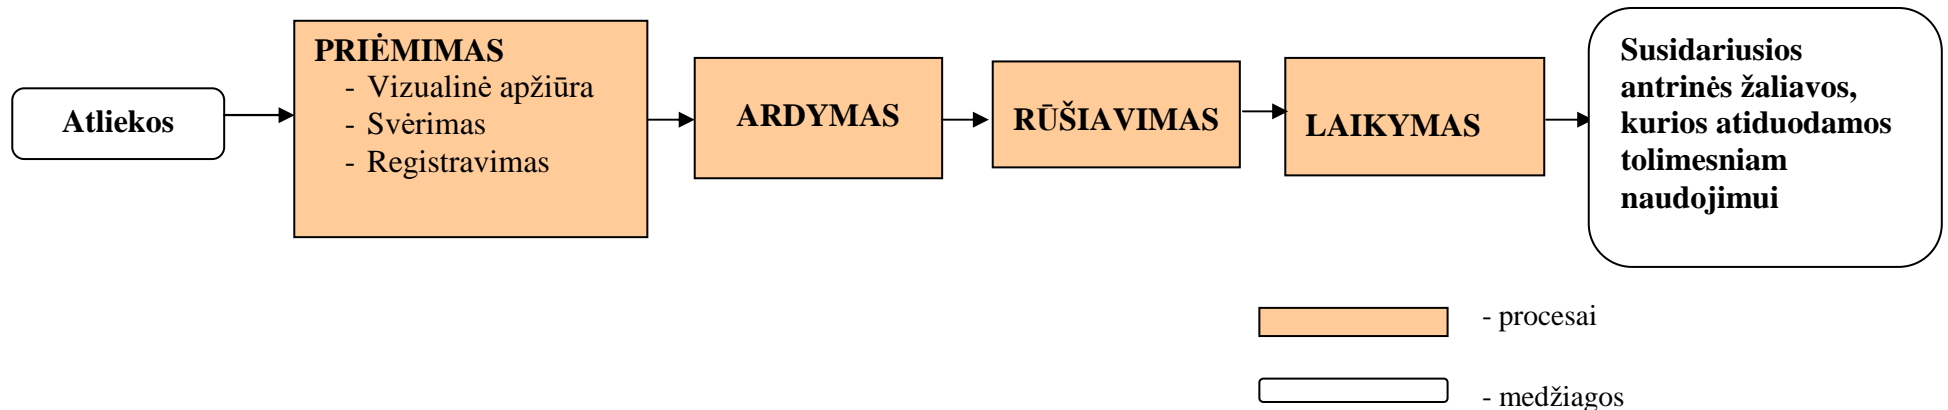 Atliekos
PRIĖMIMAS
- Vizualinė apžiūra
- Svėrimas
- Registravimas
ARDYMAS
RŪŠIAVIMAS
LAIKYMAS
Susidariusios
antrinės žaliavos,
kurios atiduodamos
tolimesniam
naudojimui
- procesai
- medžiagos